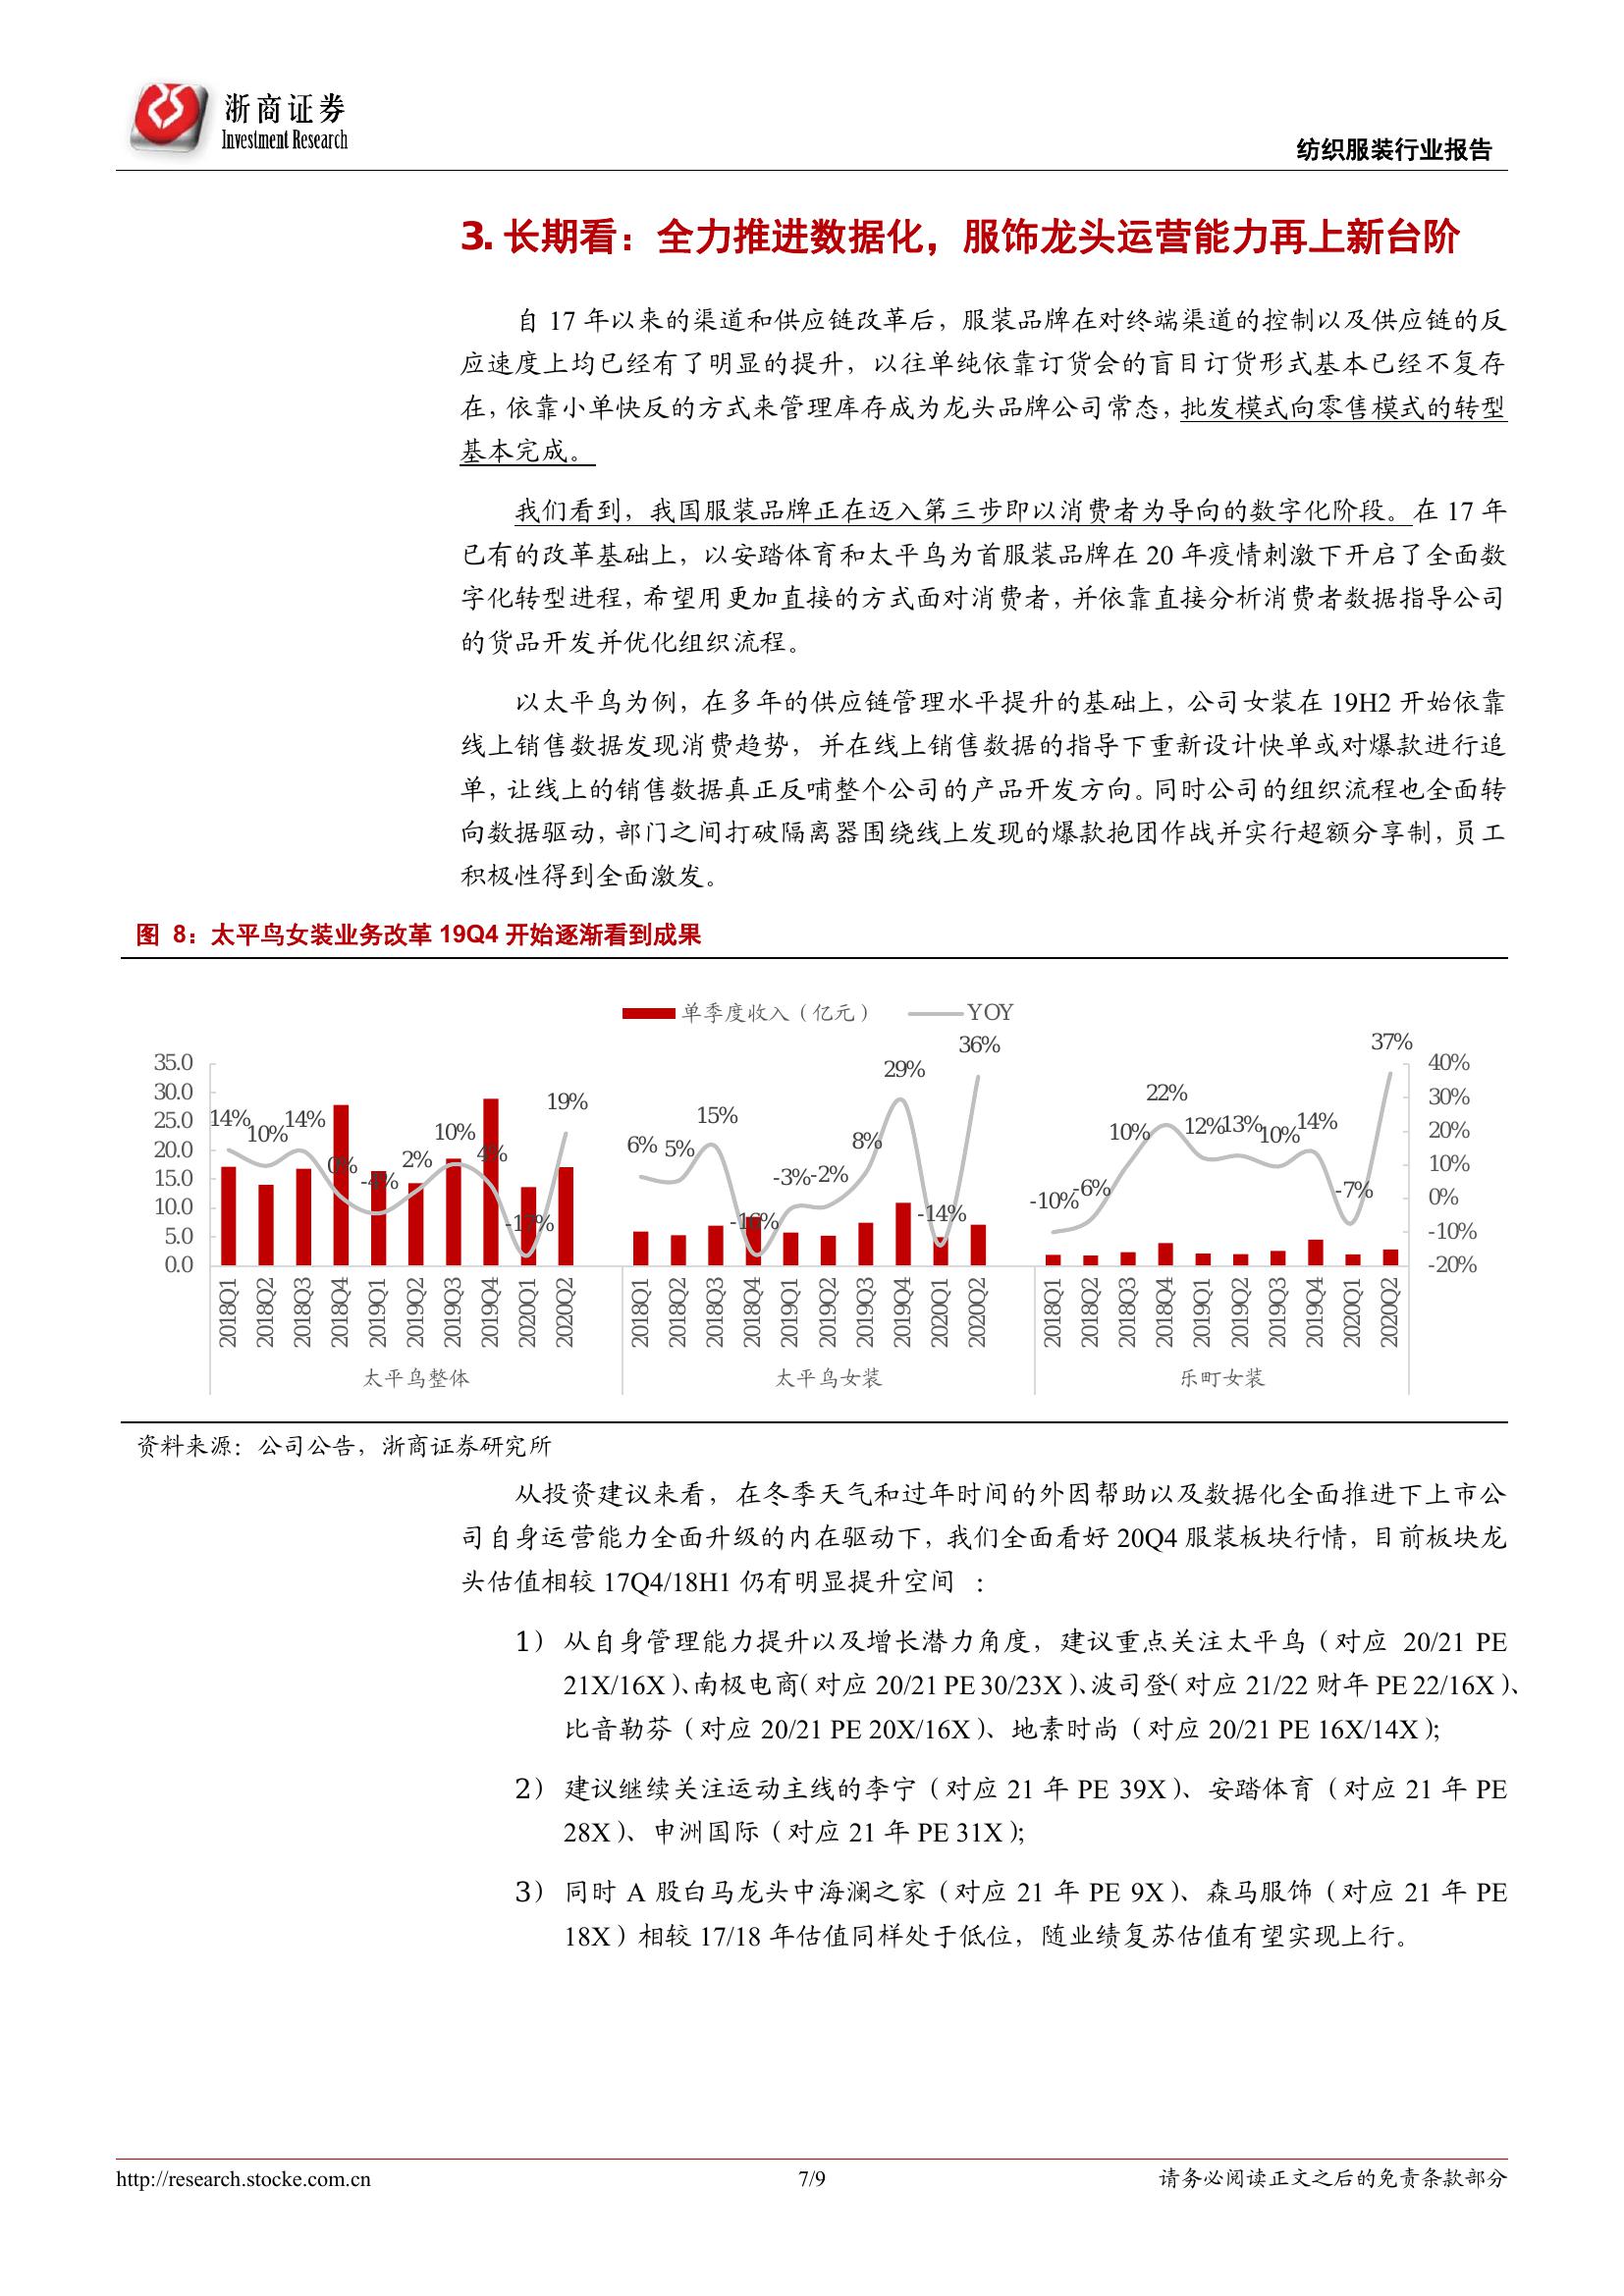 浙商证券
Investment Research
纺织服装行业报告
3. 长期看：全力推进数据化，服饰龙头运营能力再上新台阶
自 17 年以来的渠道和供应链改革后，服装品牌在对终端渠道的控制以及供应链的反
应速度上均已经有了明显的提升，以往单纯依靠订货会的盲目订货形式基本已经不复存
在，依靠小单快反的方式来管理库存成为龙头品牌公司常态，批发模式向零售模式的转型
基本完成。
我们看到，我国服装品牌正在迈入第三步即以消费者为导向的数字化阶段。在 17 年
已有的改革基础上，以安踏体育和太平鸟为首服装品牌在 20 年疫情刺激下开启了全面数
字化转型进程，希望用更加直接的方式面对消费者，并依靠直接分析消费者数据指导公司
的货品开发并优化组织流程。
以太平鸟为例，在多年的供应链管理水平提升的基础上，公司女装在 19H2 开始依靠
线上销售数据发现消费趋势，并在线上销售数据的指导下重新设计快单或对爆款进行追
单，让线上的销售数据真正反哺整个公司的产品开发方向。同时公司的组织流程也全面转
向数据驱动，部门之间打破隔离器围绕线上发现的爆款抱团作战并实行超额分享制，员工
积极性得到全面激发。
图 8：太平鸟女装业务改革 19Q4 开始逐渐看到成果
单季度收入（亿元） YOY
35.0
30.0
25.0
20.0
15.0
10.0
5.0
0.0
14% 10% 14% 0% -4% 2% 10% 4% -17% 19%
6% 5% 15% -16% -3% -2% 8% 29% -14% 36%
-10% -6% 10% 22% 12% 13% 10% 14% -7% 37%
40%
30%
20%
10%
0%
-10%
-20%
2018Q1 2018Q2 2018Q3 2018Q4 2019Q1 2019Q2 2019Q3 2019Q4 2020Q1 2020Q2
2018Q1 2018Q2 2018Q3 2018Q4 2019Q1 2019Q2 2019Q3 2019Q4 2020Q1 2020Q2
2018Q1 2018Q2 2018Q3 2018Q4 2019Q1 2019Q2 2019Q3 2019Q4 2020Q1 2020Q2
太平鸟整体 太平鸟女装 乐町女装
资料来源：公司公告，浙商证券研究所
从投资建议来看，在冬季天气和过年时间的外因帮助以及数据化全面推进下上市公
司自身运营能力全面升级的内在驱动下，我们全面看好 20Q4 服装板块行情，目前板块龙
头估值相较 17Q4/18H1 仍有明显提升空间 ：
1） 从自身管理能力提升以及增长潜力角度，建议重点关注太平鸟（对应 20/21 PE
21X/16X）、南极电商（对应 20/21 PE 30/23X）、波司登（对应 21/22 财年 PE 22/16X）、
比音勒芬（对应 20/21 PE 20X/16X）、地素时尚（对应 20/21 PE 16X/14X）；
2） 建议继续关注运动主线的李宁（对应 21 年 PE 39X）、安踏体育（对应 21 年 PE
28X）、申洲国际（对应 21 年 PE 31X）；
3） 同时 A 股白马龙头中海澜之家（对应 21 年 PE 9X）、森马服饰（对应 21 年 PE
18X）相较 17/18 年估值同样处于低位，随业绩复苏估值有望实现上行。
http://research.stocke.com.cn 7/9 请务必阅读正文之后的免责条款部分